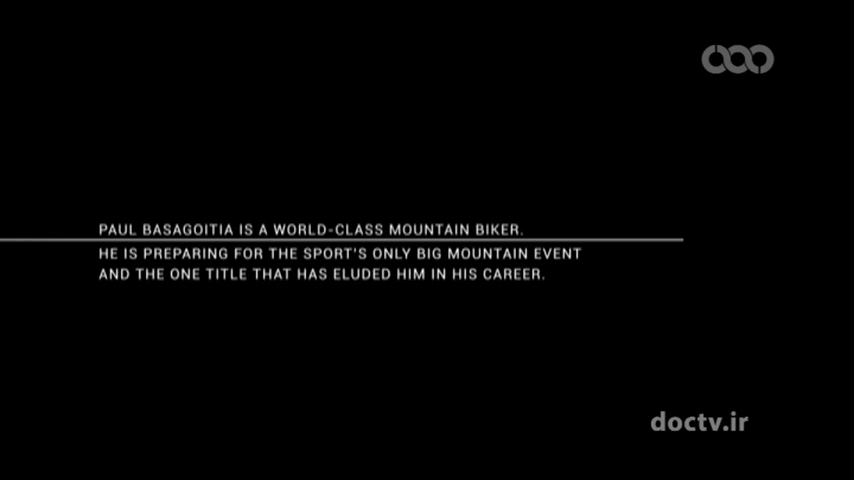 PAUL BASAGOITIA IS A WORLD-CLASS MOUNTAIN BIKER.
HE IS PREPARING FOR THE SPORT'S ONLY BIG MOUNTAIN EVENT
AND THE ONE TITLE THAT HAS ELUDED HIM IN HIS CAREER.
doctv.ir